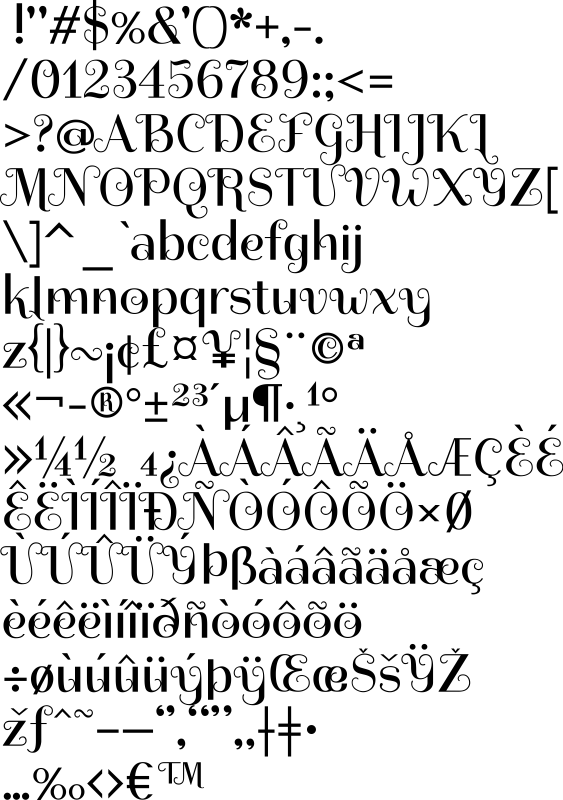 !"#$%&'()*+,-.
/0123456789:;<=
>?@ABCDEFGHIJKL
MNOPQRSTUVWXYZ[
\]^_`abcdefghij
klmnopqrstuvwxy
z{|}~¡¢£¤¥¦§¨©ª
«¬-®°±²³´µ¶·¸¹º
»¼½¾¿ÀÁÂÃÄÅÆÇÈÉ
ÊËÌÍÎÏÐÑÒÓÔÕÖ×Ø
ÙÚÛÜÝÞßàáâãäåæç
èéêëìíîïðñòóôõö
÷øùúûüýþÿŒœŠšŸŽ
žƒˆ˜–—‘’‚“”„†‡•
…‰‹›€™